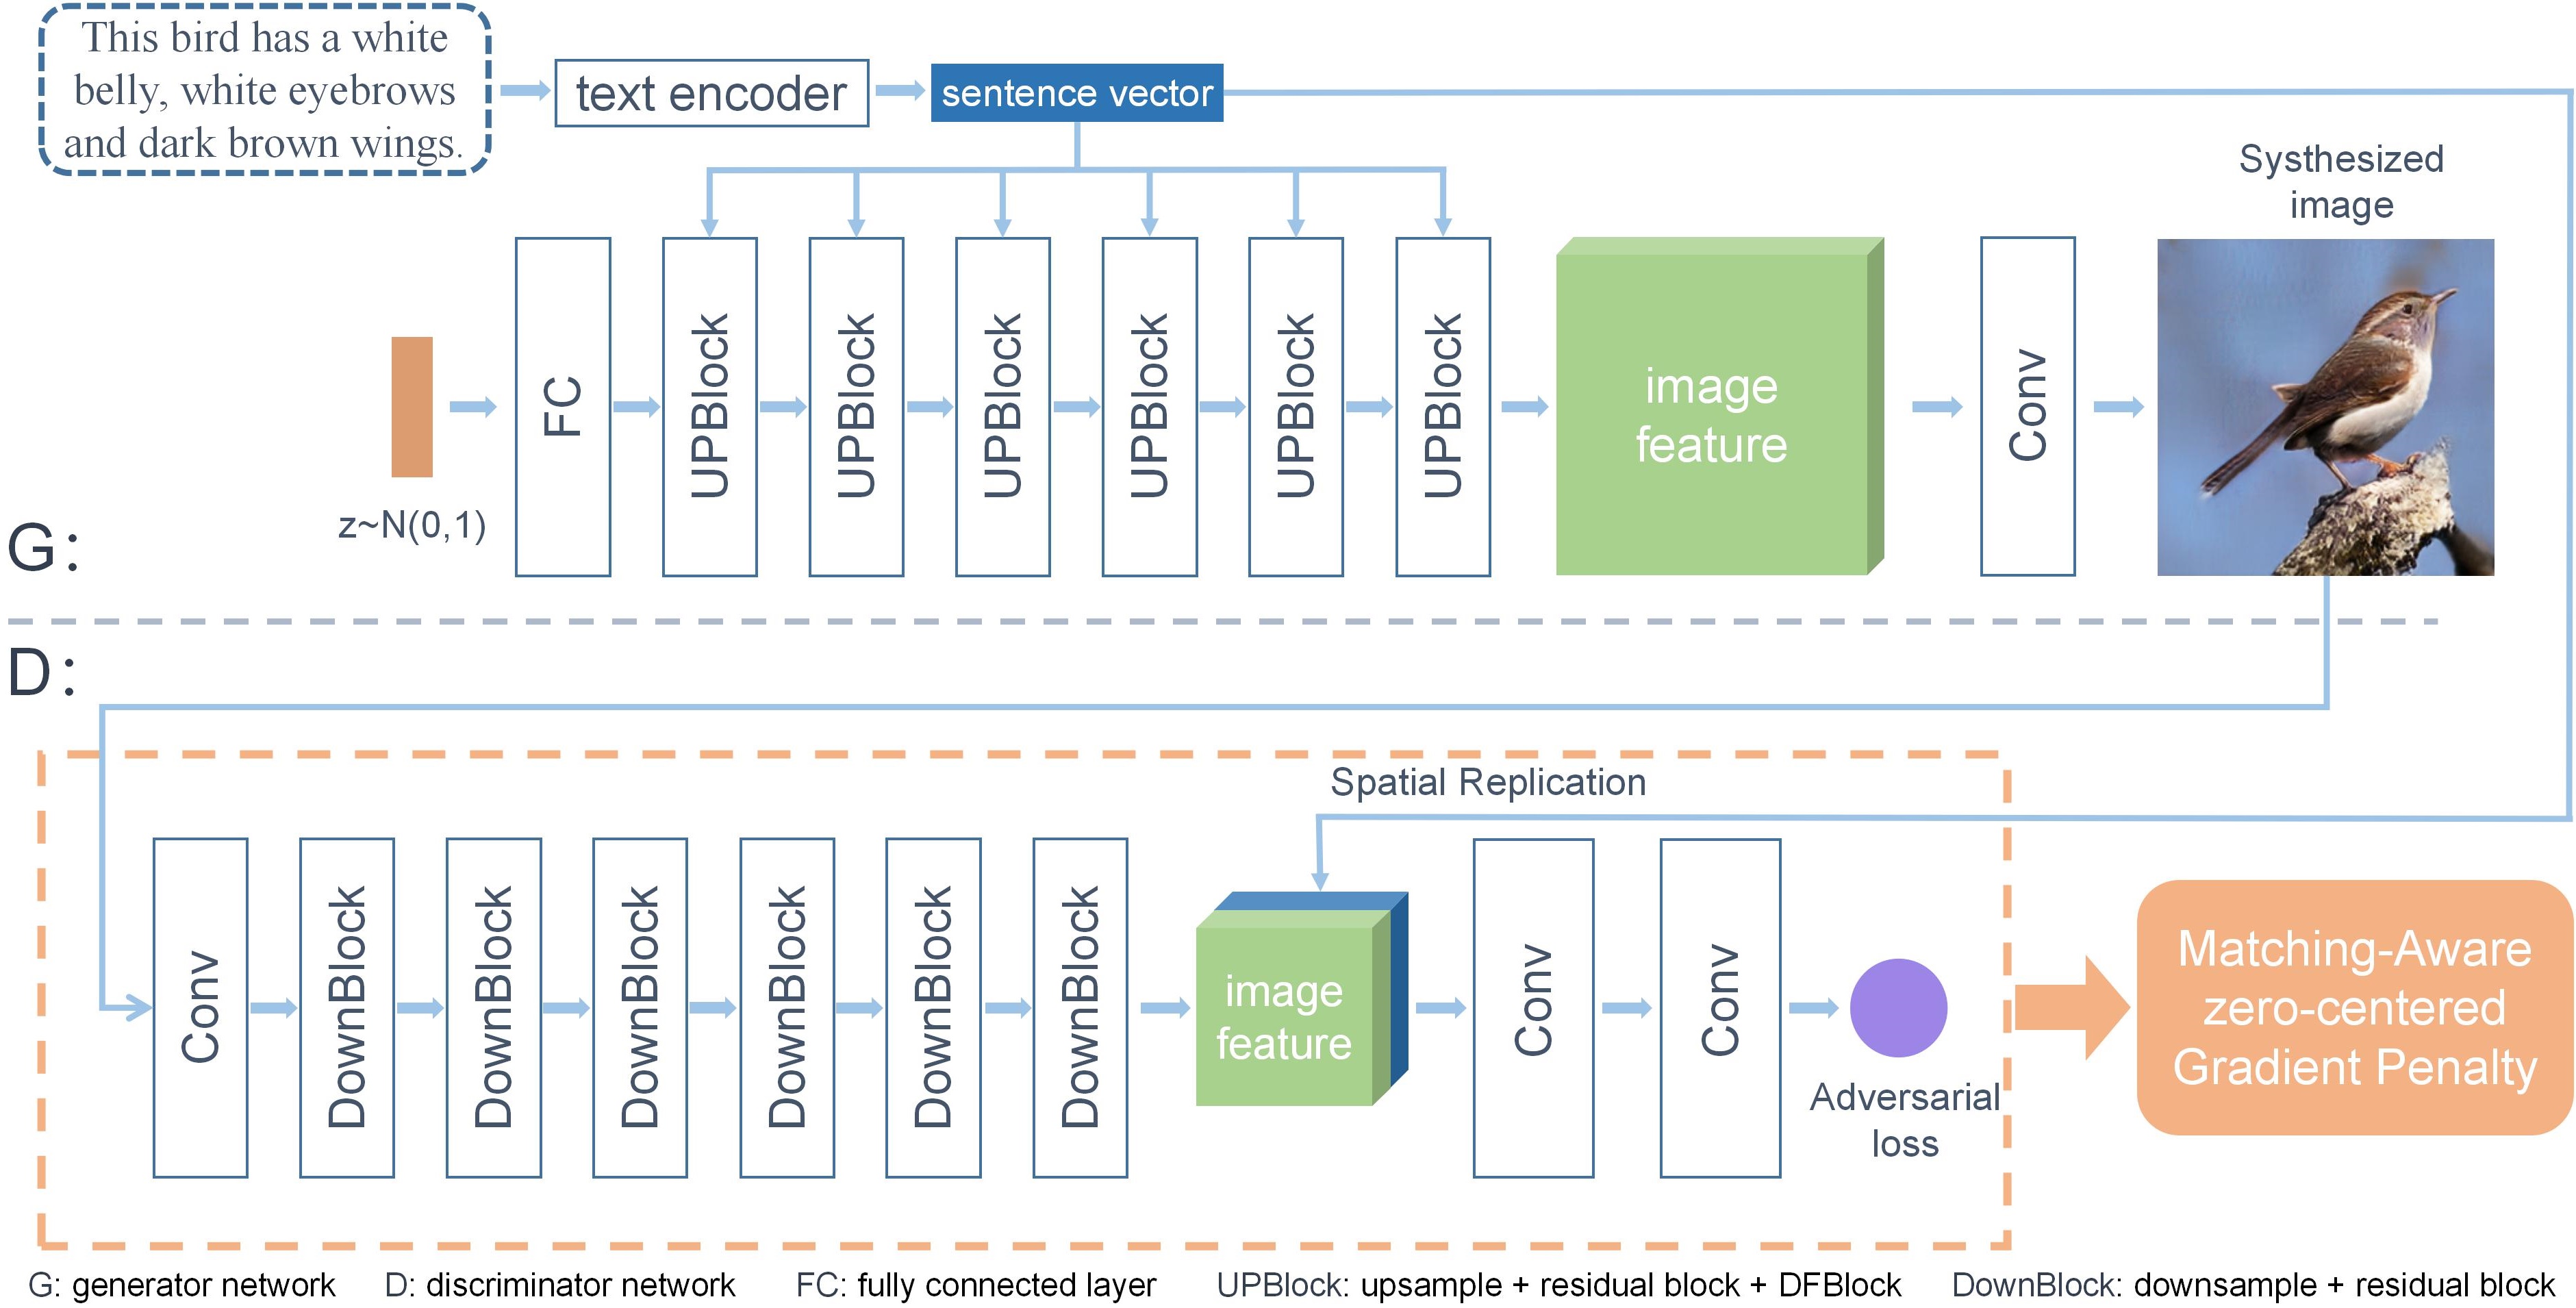 This bird has a white
belly, white eyebrows
and dark brown wings.
text encoder
sentence vector
Systhesized
image
z~N(0,1)
FC
UPBlock
UPBlock
UPBlock
UPBlock
UPBlock
UPBlock
image
feature
Conv
G:
D:
Spatial Replication
Conv
DownBlock
DownBlock
DownBlock
DownBlock
DownBlock
DownBlock
image
feature
Conv
Conv
Adversarial
loss
Matching-Aware
zero-centered
Gradient Penalty
G: generator network D: discriminator network FC: fully connected layer UPBlock: upsample + residual block + DFBlock DownBlock: downsample + residual block